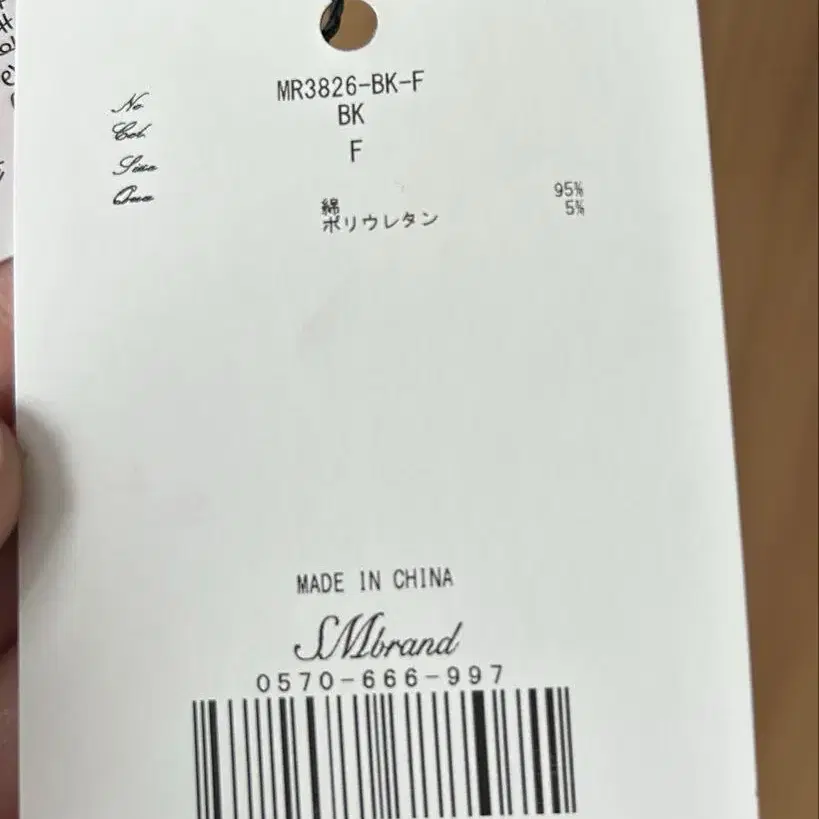 No MR3826-BK-F
Col. BK
Size F
Qua 綿 95%
ポリウレタン 5%
MADE IN CHINA
SMbrand
0570-666-997